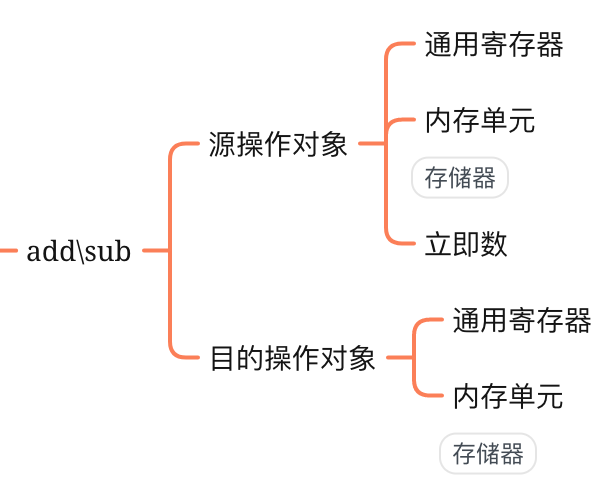 add\sub
源操作对象
通用寄存器
内存单元
存储器
立即数
目的操作对象
通用寄存器
内存单元
存储器